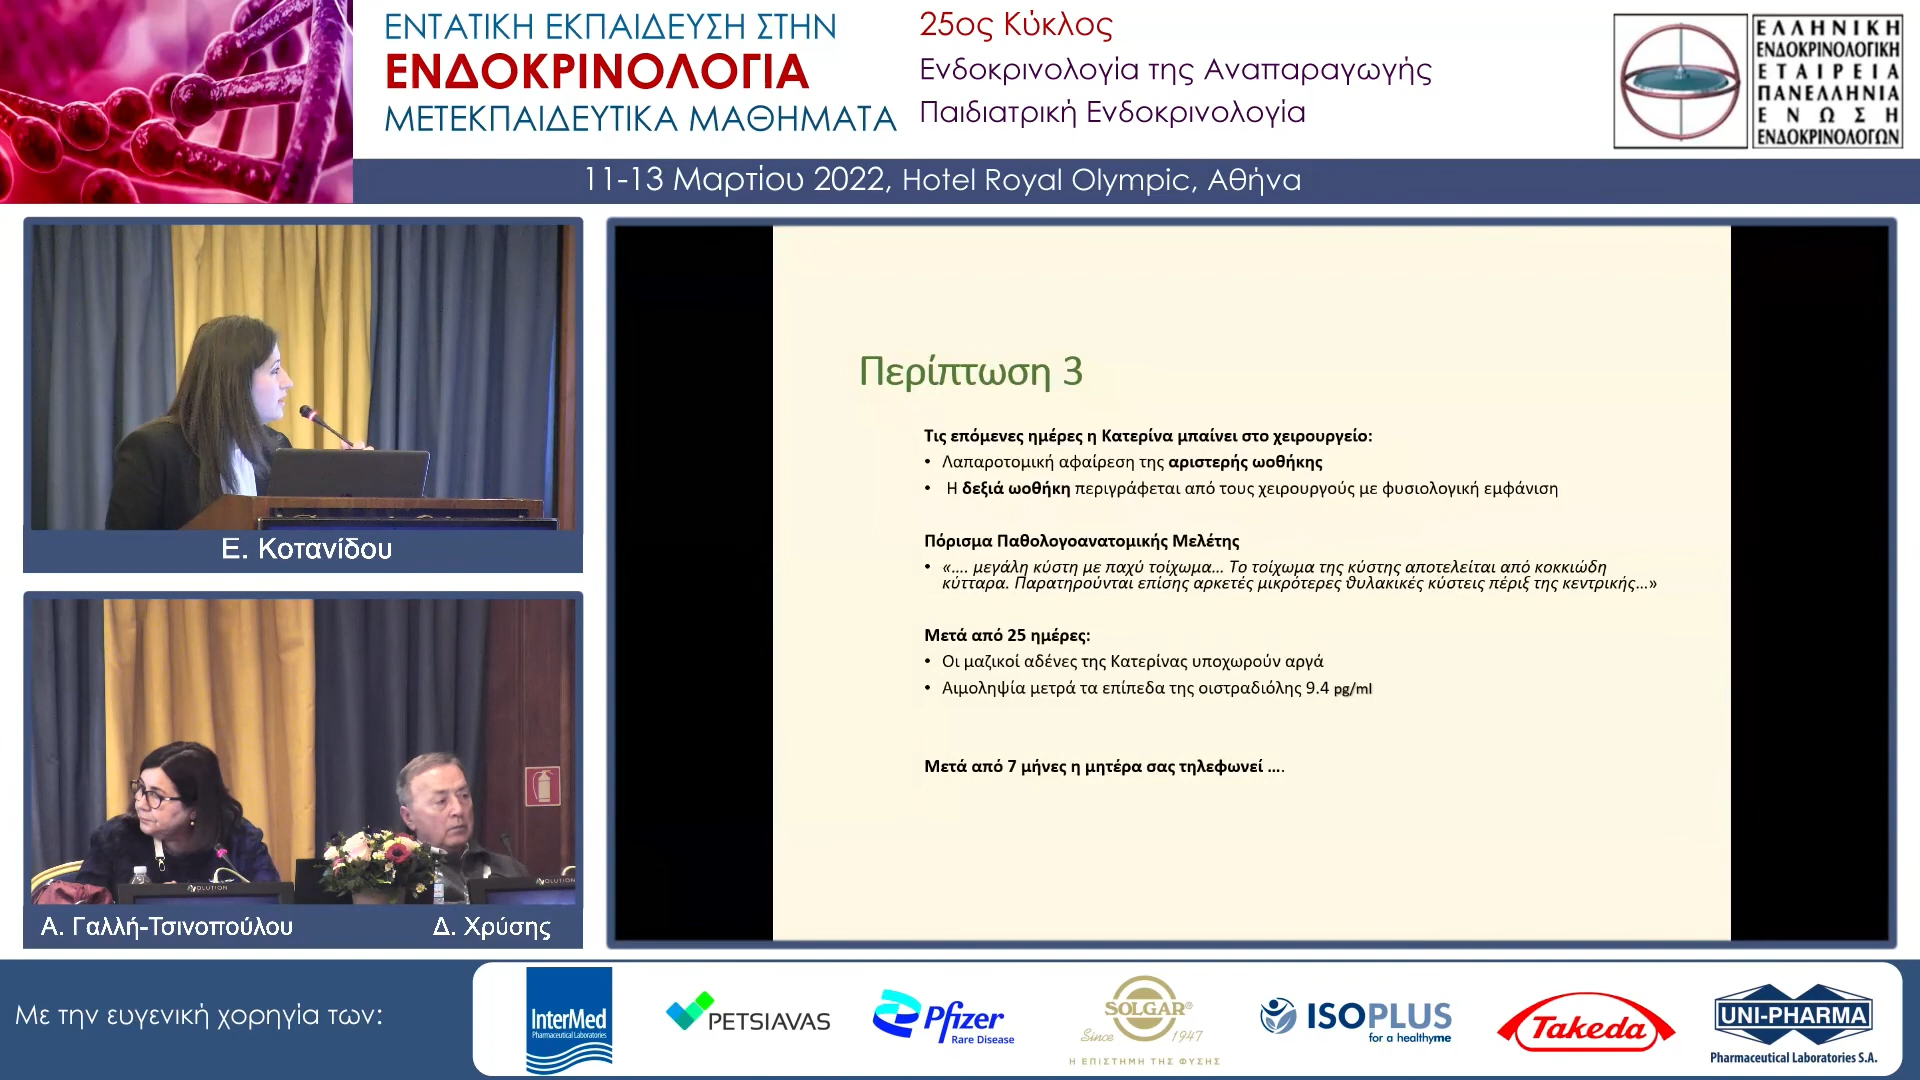 ΕΝΤΑΤΙΚΗ ΕΚΠΑΙΔΕΥΣΗ ΣΤΗΝ
ΕΝΔΟΚΡΙΝΟΛΟΓΙΑ
ΜΕΤΕΚΠΑΙΔΕΥΤΙΚΑ ΜΑΘΗΜΑΤΑ
25ος Κύκλος
Ενδοκρινολογία της Αναπαραγωγής
Παιδιατρική Ενδοκρινολογία
ΕΛΛΗΝΙΚΗ
ΕΝΔΟΚΡΙΝΟΛΟΓΙΚΗ
ΕΤΑΙΡΕΙΑ
ΠΑΝΕΛΛΗΝΙΑ
ΕΝΩΣΗ
ΕΝΔΟΚΡΙΝΟΛΟΓΩΝ
11-13 Μαρτίου 2022, Hotel Royal Olympic, Αθήνα
Ε. Κοτανίδου
Α. Γαλλή-Τσινοπούλου
Δ. Χρύσης
Περίπτωση 3
Τις επόμενες ημέρες η Κατερίνα μπαίνει στο χειρουργείο:
• Λαπαροτομική αφαίρεση της αριστερής ωοθήκης
• Η δεξιά ωοθήκη περιγράφεται από τους χειρουργούς με φυσιολογική εμφάνιση
Πόρισμα Παθολογοανατομικής Μελέτης
• «…. μεγάλη κύστη με παχύ τοίχωμα… Το τοίχωμα της κύστης αποτελείται από κοκκιώδη
κύτταρα. Παρατηρούνται επίσης αρκετές μικρότερες θυλακικές κύστεις πέριξ της κεντρικής…»
Μετά από 25 ημέρες:
• Οι μαζικοί αδένες της Κατερίνας υποχωρούν αργά
• Αιμοληψία μετρά τα επίπεδα της οιστραδιόλης 9.4 pg/ml
Μετά από 7 μήνες η μητέρα σας τηλεφωνεί ….
Με την ευγενική χορηγία των:
InterMed
Pharmaceutical Laboratories
PETSIAVAS
Pfizer
Rare Disease
SOLGAR®
Since 1947
Η ΕΠΙΣΤΗΜΗ ΤΗΣ ΦΥΣΗΣ
ISOPLUS
for a healthyme
Takeda
UNI-PHARMA
Pharmaceutical Laboratories S.A.